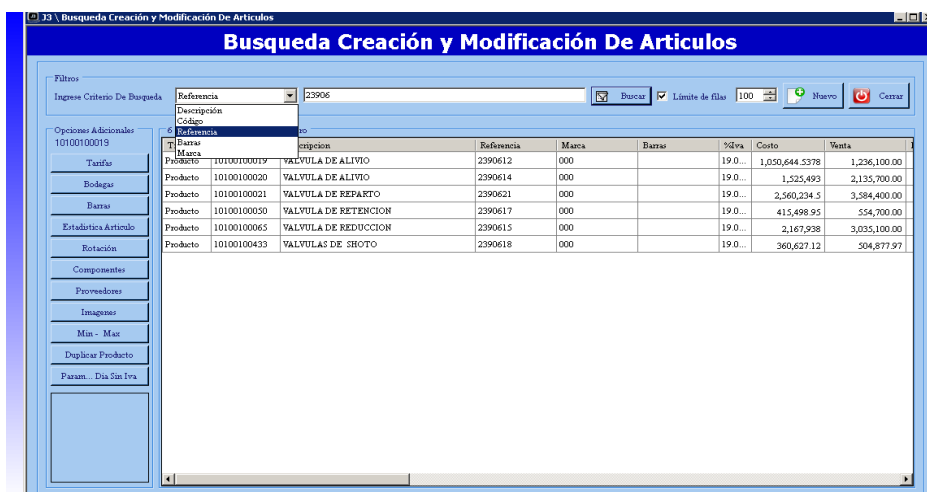 J3 \ Busqueda Creación y Modificación De Articulos
Busqueda Creación y Modificación De Articulos
Filtros
Ingrese Criterio De Busqueda Referencia 23906 Buscar Límite de filas 100 Nuevo Cerrar
Descripción
Código
Referencia
Barras
Marca
Opciones Adicionales
10100100019
Tarifas
Bodegas
Barras
Estadistica Articulo
Rotación
Componentes
Proveedores
Imagenes
Min - Max
Duplicar Producto
Param... Dia Sin Iva
6 ro
T cripcion Referencia Marca Barras %Iva Costo Venta
Producto 10100100019 VALVULA DE ALIVIO 2390612 000 19.0... 1,050,644.5378 1,236,100.00
Producto 10100100020 VALVULA DE ALIVIO 2390614 000 19.0... 1,525,493 2,135,700.00
Producto 10100100021 VALVULA DE REPARTO 2390621 000 19.0... 2,560,234.5 3,584,400.00
Producto 10100100050 VALVULA DE RETENCION 2390617 000 19.0... 415,498.95 554,700.00
Producto 10100100065 VALVULA DE REDUCCION 2390615 000 19.0... 2,167,938 3,035,100.00
Producto 10100100433 VALVULAS DE SHOTO 2390618 000 19.0... 360,627.12 504,877.97